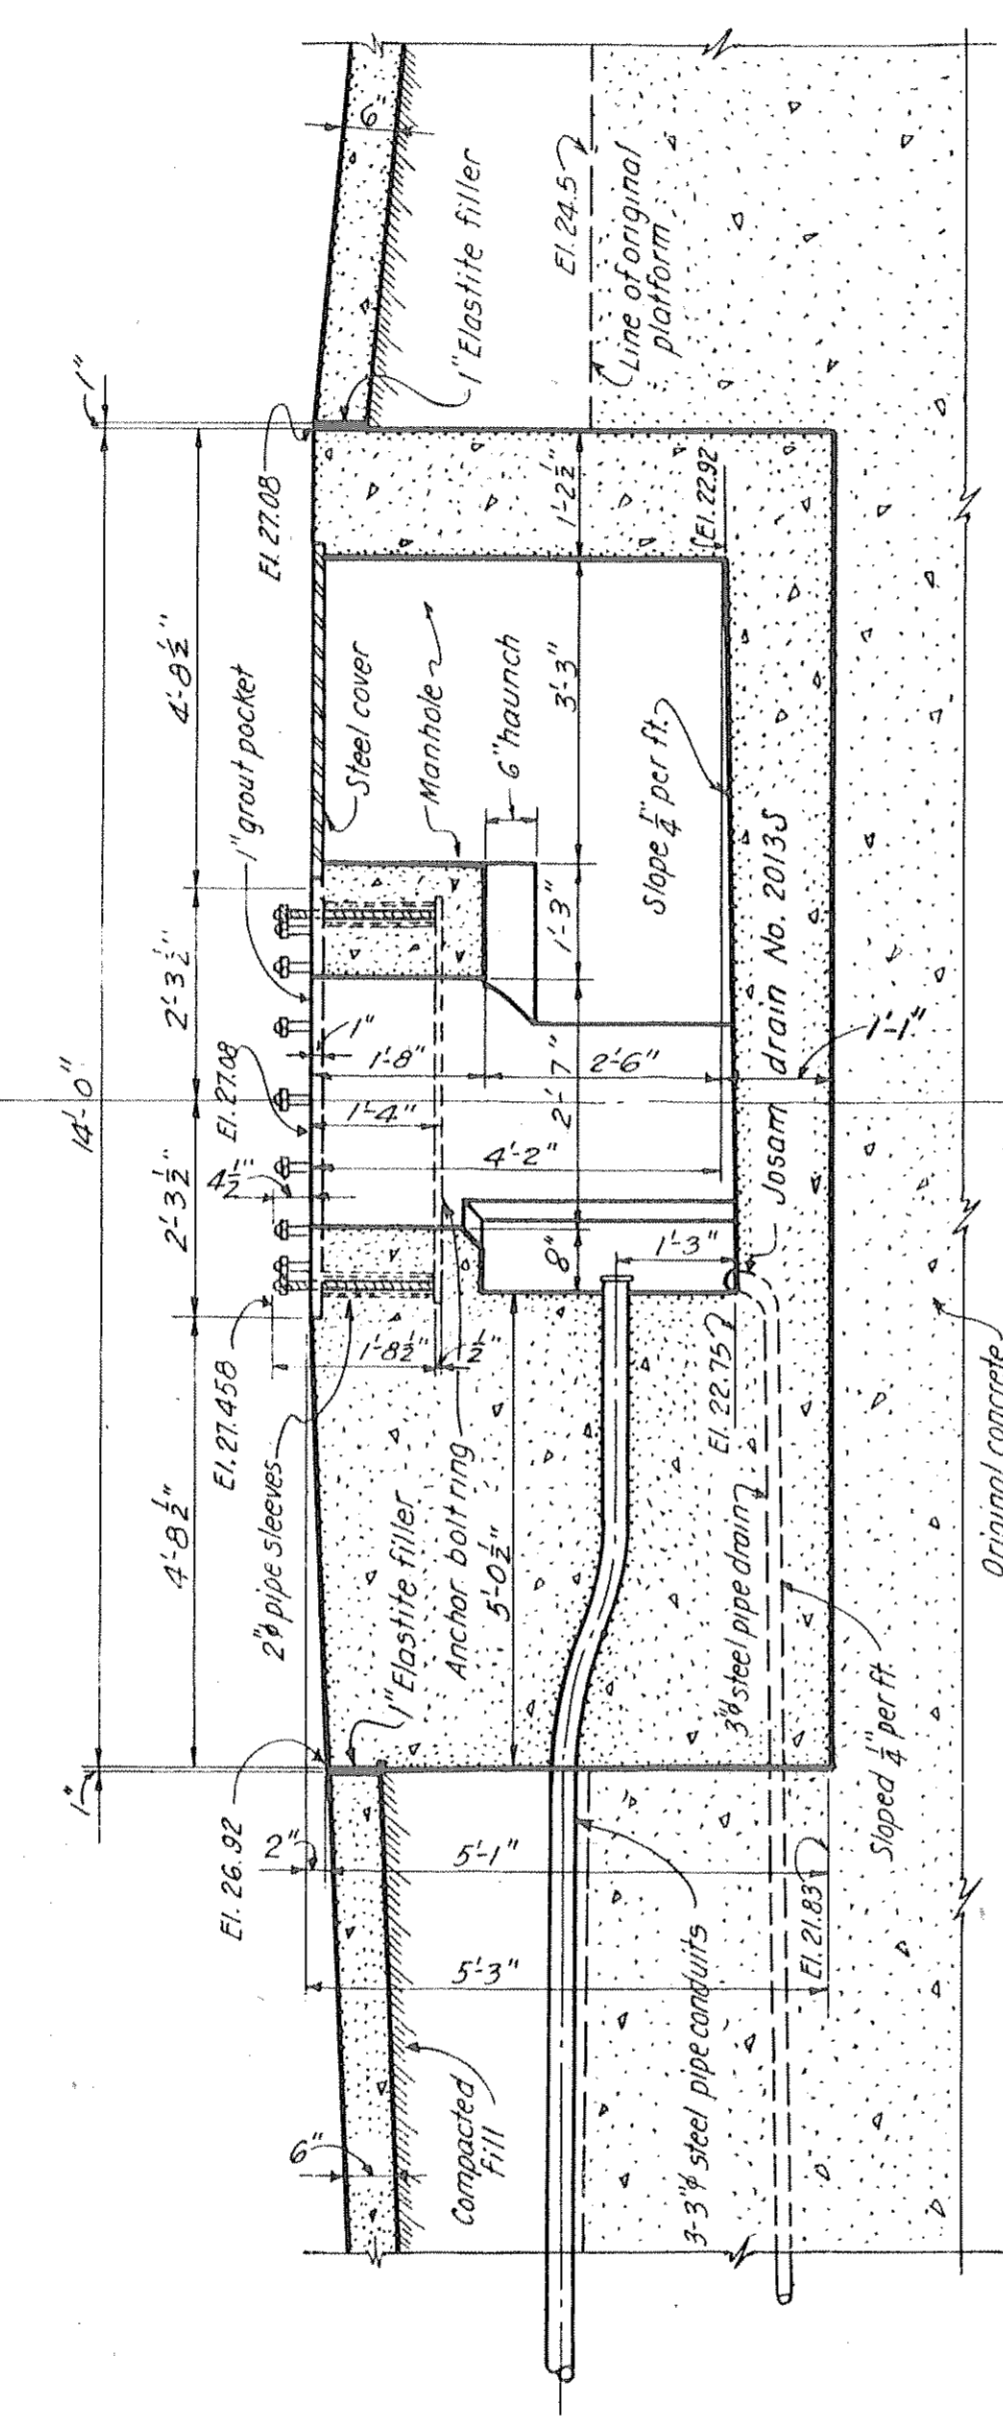 1"
14'-0"
1"
4'-8½"
2'-3½"
2'-3½"
4'-8½"
El. 26.92
El. 27.458
4½"
El. 27.08
1" grout pocket
El. 27.08
2"
2"ϕ pipe sleeves
6"
1"
Steel cover
6"
1'-8½"
½"
1'-4"
1'-8"
1" Elastite filler
Anchor bolt ring
Manhole
1" Elastite filler
Compacted
fill
5'-3"
5'-1"
5'-0½"
4'-2"
6" haunch
8"
2'-7"
1'-3"
3'-3"
1'-2½"
El. 24.5
Line of original
platform
2'-6"
1'-3"
Slope ¼" per ft.
3-3"ϕ steel pipe conduits
3"ϕ steel pipe drain
El. 22.75
El. 22.92
Josam drain No. 2013S
El. 21.83
Sloped ¼" per ft.
1'-1"
Original concrete